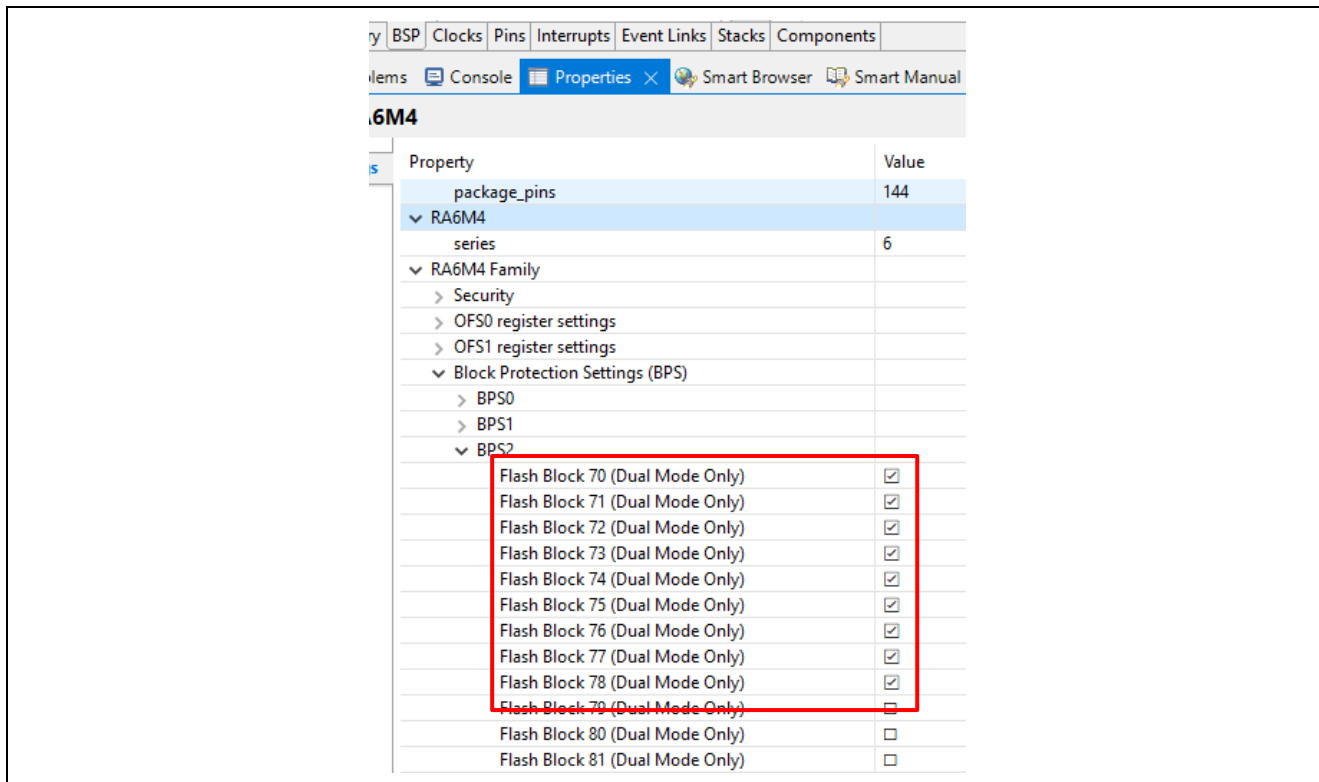 ry BSP Clocks Pins Interrupts Event Links Stacks Components
blems Console Properties Smart Browser Smart Manual
A6M4
s Property Value
package_pins 144
RA6M4
series 6
RA6M4 Family
Security
OFS0 register settings
OFS1 register settings
Block Protection Settings (BPS)
BPS0
BPS1
BPS2
Flash Block 70 (Dual Mode Only)
Flash Block 71 (Dual Mode Only)
Flash Block 72 (Dual Mode Only)
Flash Block 73 (Dual Mode Only)
Flash Block 74 (Dual Mode Only)
Flash Block 75 (Dual Mode Only)
Flash Block 76 (Dual Mode Only)
Flash Block 77 (Dual Mode Only)
Flash Block 78 (Dual Mode Only)
Flash Block 79 (Dual Mode Only)
Flash Block 80 (Dual Mode Only)
Flash Block 81 (Dual Mode Only)